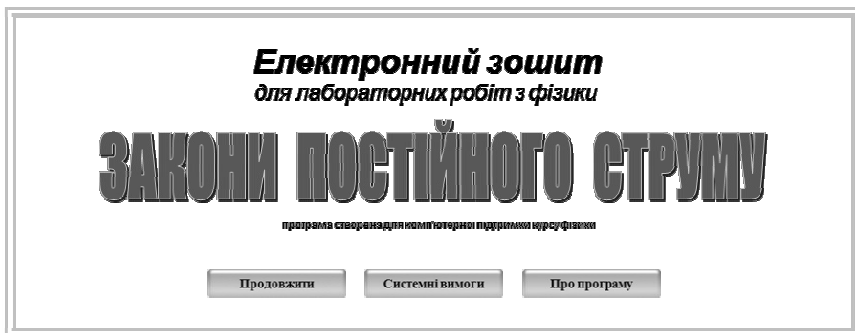 Електронний зошит
для лабораторних робіт з фізики
ЗАКОНИ ПОСТІЙНОГО СТРУМУ
програма створена для комп'ютерної підтримки курсу фізики
Продовжити Системні вимоги Про програму